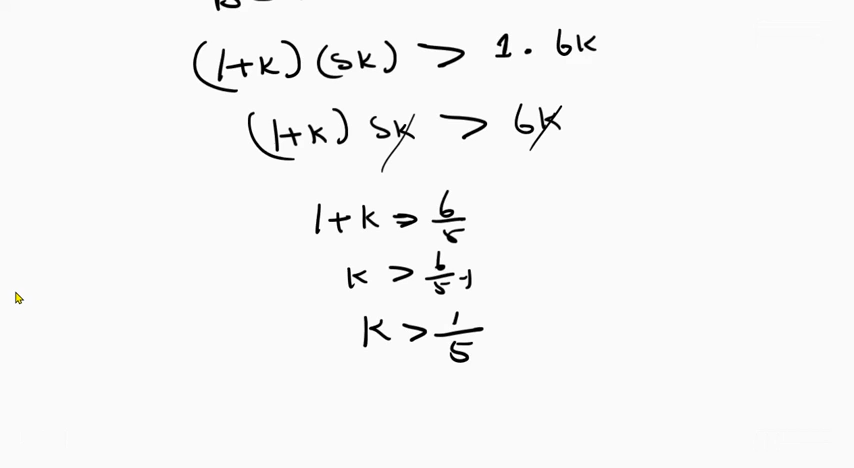 (1+k)(5k) > 1 . 6k
(1+k) 5k > 6k
1+k > 6/5
k > 6/5 -1
k > 1/5